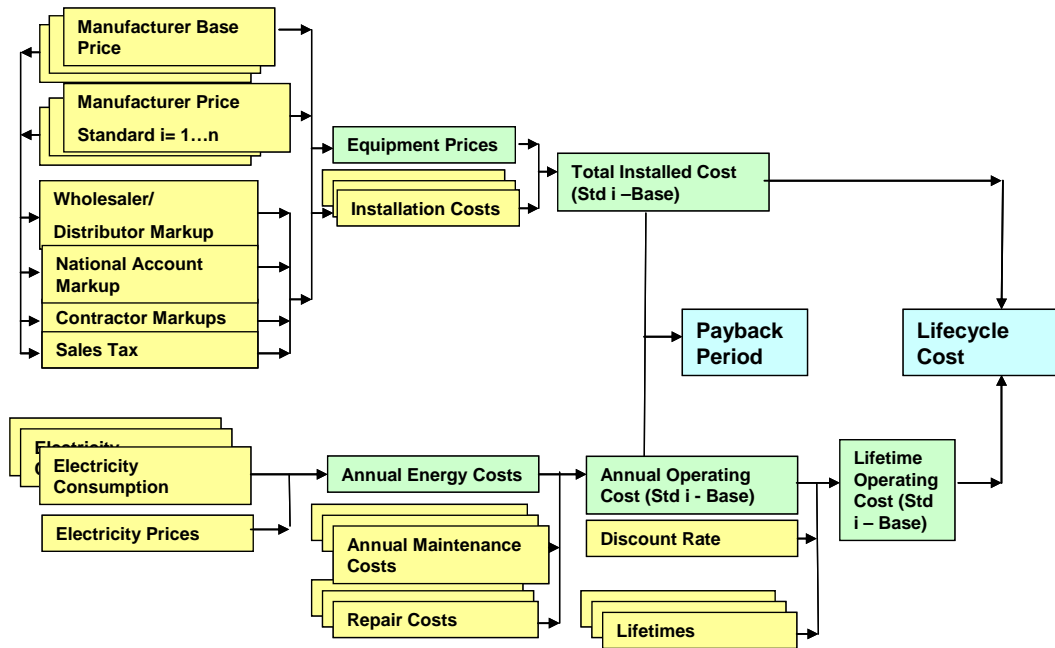 Manufacturer Base
Price
Manufacturer Price
Standard i= 1…n
Wholesaler/
Distributor Markup
National Account
Markup
Contractor Markups
Sales Tax
Equipment Prices
Installation Costs
Total Installed Cost
(Std i –Base)
Payback
Period
Lifecycle
Cost
Electricity
Electricity
Consumption
Electricity Prices
Annual Energy Costs
Annual Maintenance
Costs
Repair Costs
Annual Operating
Cost (Std i - Base)
Discount Rate
Lifetimes
Lifetime
Operating
Cost (Std
i – Base)